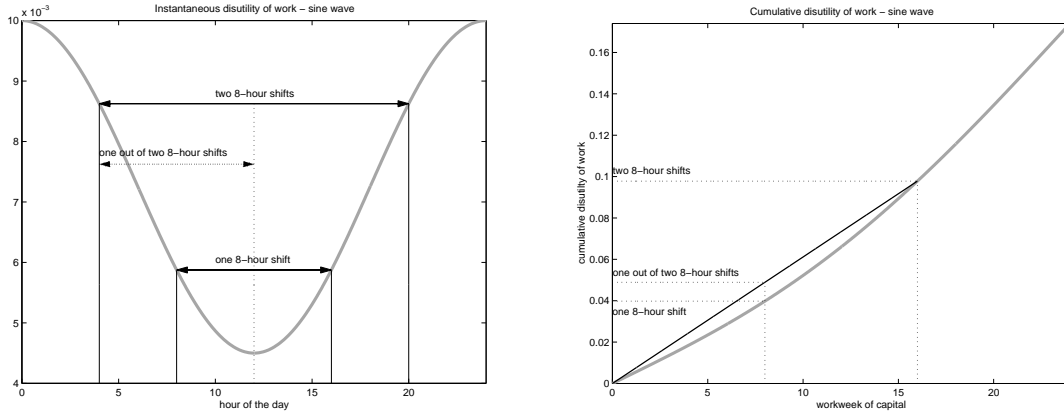 Instantaneous disutility of work – sine wave
x 10⁻³
10
9
8
7
6
5
4
two 8–hour shifts
one out of two 8–hour shifts
one 8–hour shift
0
5
10
15
20
hour of the day
Cumulative disutility of work – sine wave
cumulative disutility of work
0.16
0.14
0.12
0.1
0.08
0.06
0.04
0.02
0
two 8–hour shifts
one out of two 8–hour shifts
one 8–hour shift
0
5
10
15
20
workweek of capital